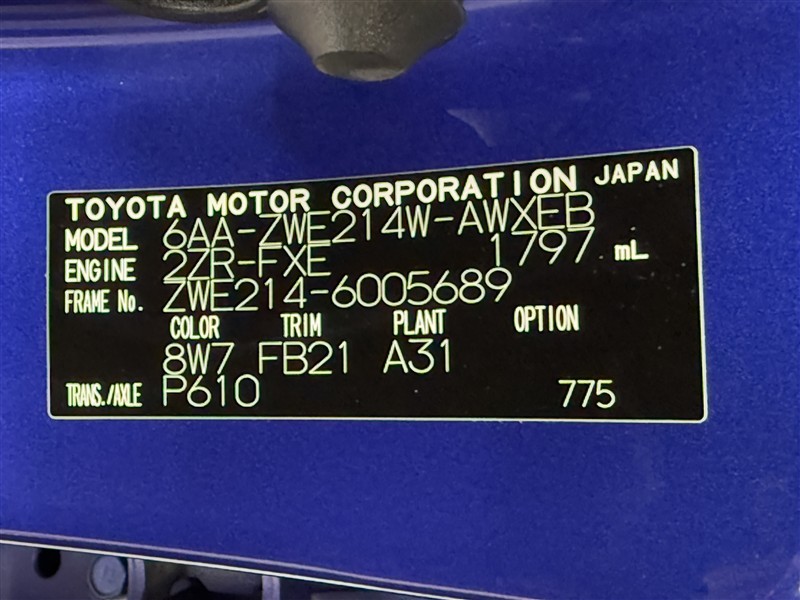 TOYOTA MOTOR CORPORATION JAPAN
MODEL 6AA-ZWE214W-AWXEB
ENGINE 2ZR-FXE 1797 mL
FRAME No. ZWE214-6005689
COLOR TRIM PLANT OPTION
8W7 FB21 A31
TRANS./AXLE P610 775